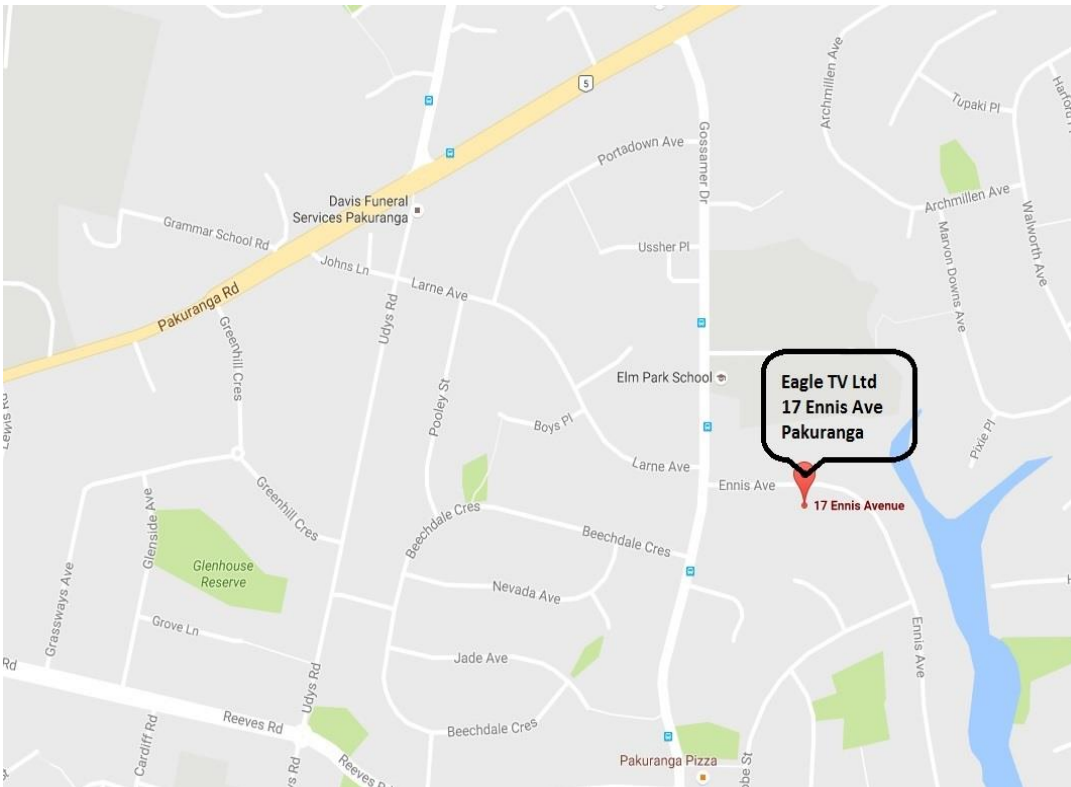 5
Archmillen Ave
Tupaki Pl
Portadown Ave
Gossamer Dr
Davis Funeral
Services Pakuranga
Archmillen Ave
Grammar School Rd
Ussher Pl
Walworth Ave
Marvon Downs Ave
Johns Ln
Larne Ave
Pakuranga Rd
Udys Rd
Greenhill Cres
Elm Park School
Eagle TV Ltd
17 Ennis Ave
Pakuranga
Pooley St
Boys Pl
Pixie Pl
Larne Ave
Ennis Ave
17 Ennis Avenue
Greenhill Cres
Glenside Ave
Beechdale Cres
Beechdale Cres
Glenhouse
Reserve
Nevada Ave
Grassways Ave
Grove Ln
Ennis Ave
Jade Ave
Rd
Udys Rd
Reeves Rd
Beechdale Cres
Cardiff Rd
Pakuranga Pizza